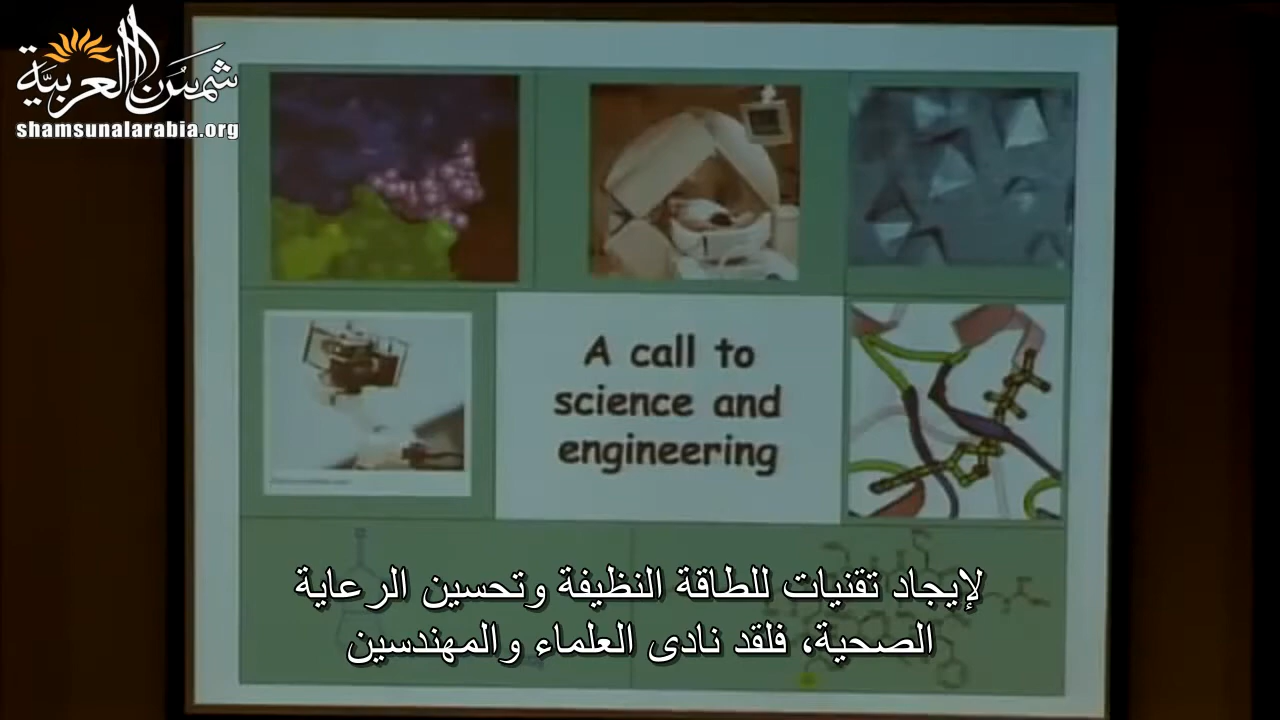 شمسُ العربيّة
shamsunalarabia.org
A call to
science and
engineering
لإيجاد تقنيات للطاقة النظيفة وتحسين الرعاية
الصحية، فلقد نادى العلماء والمهندسين